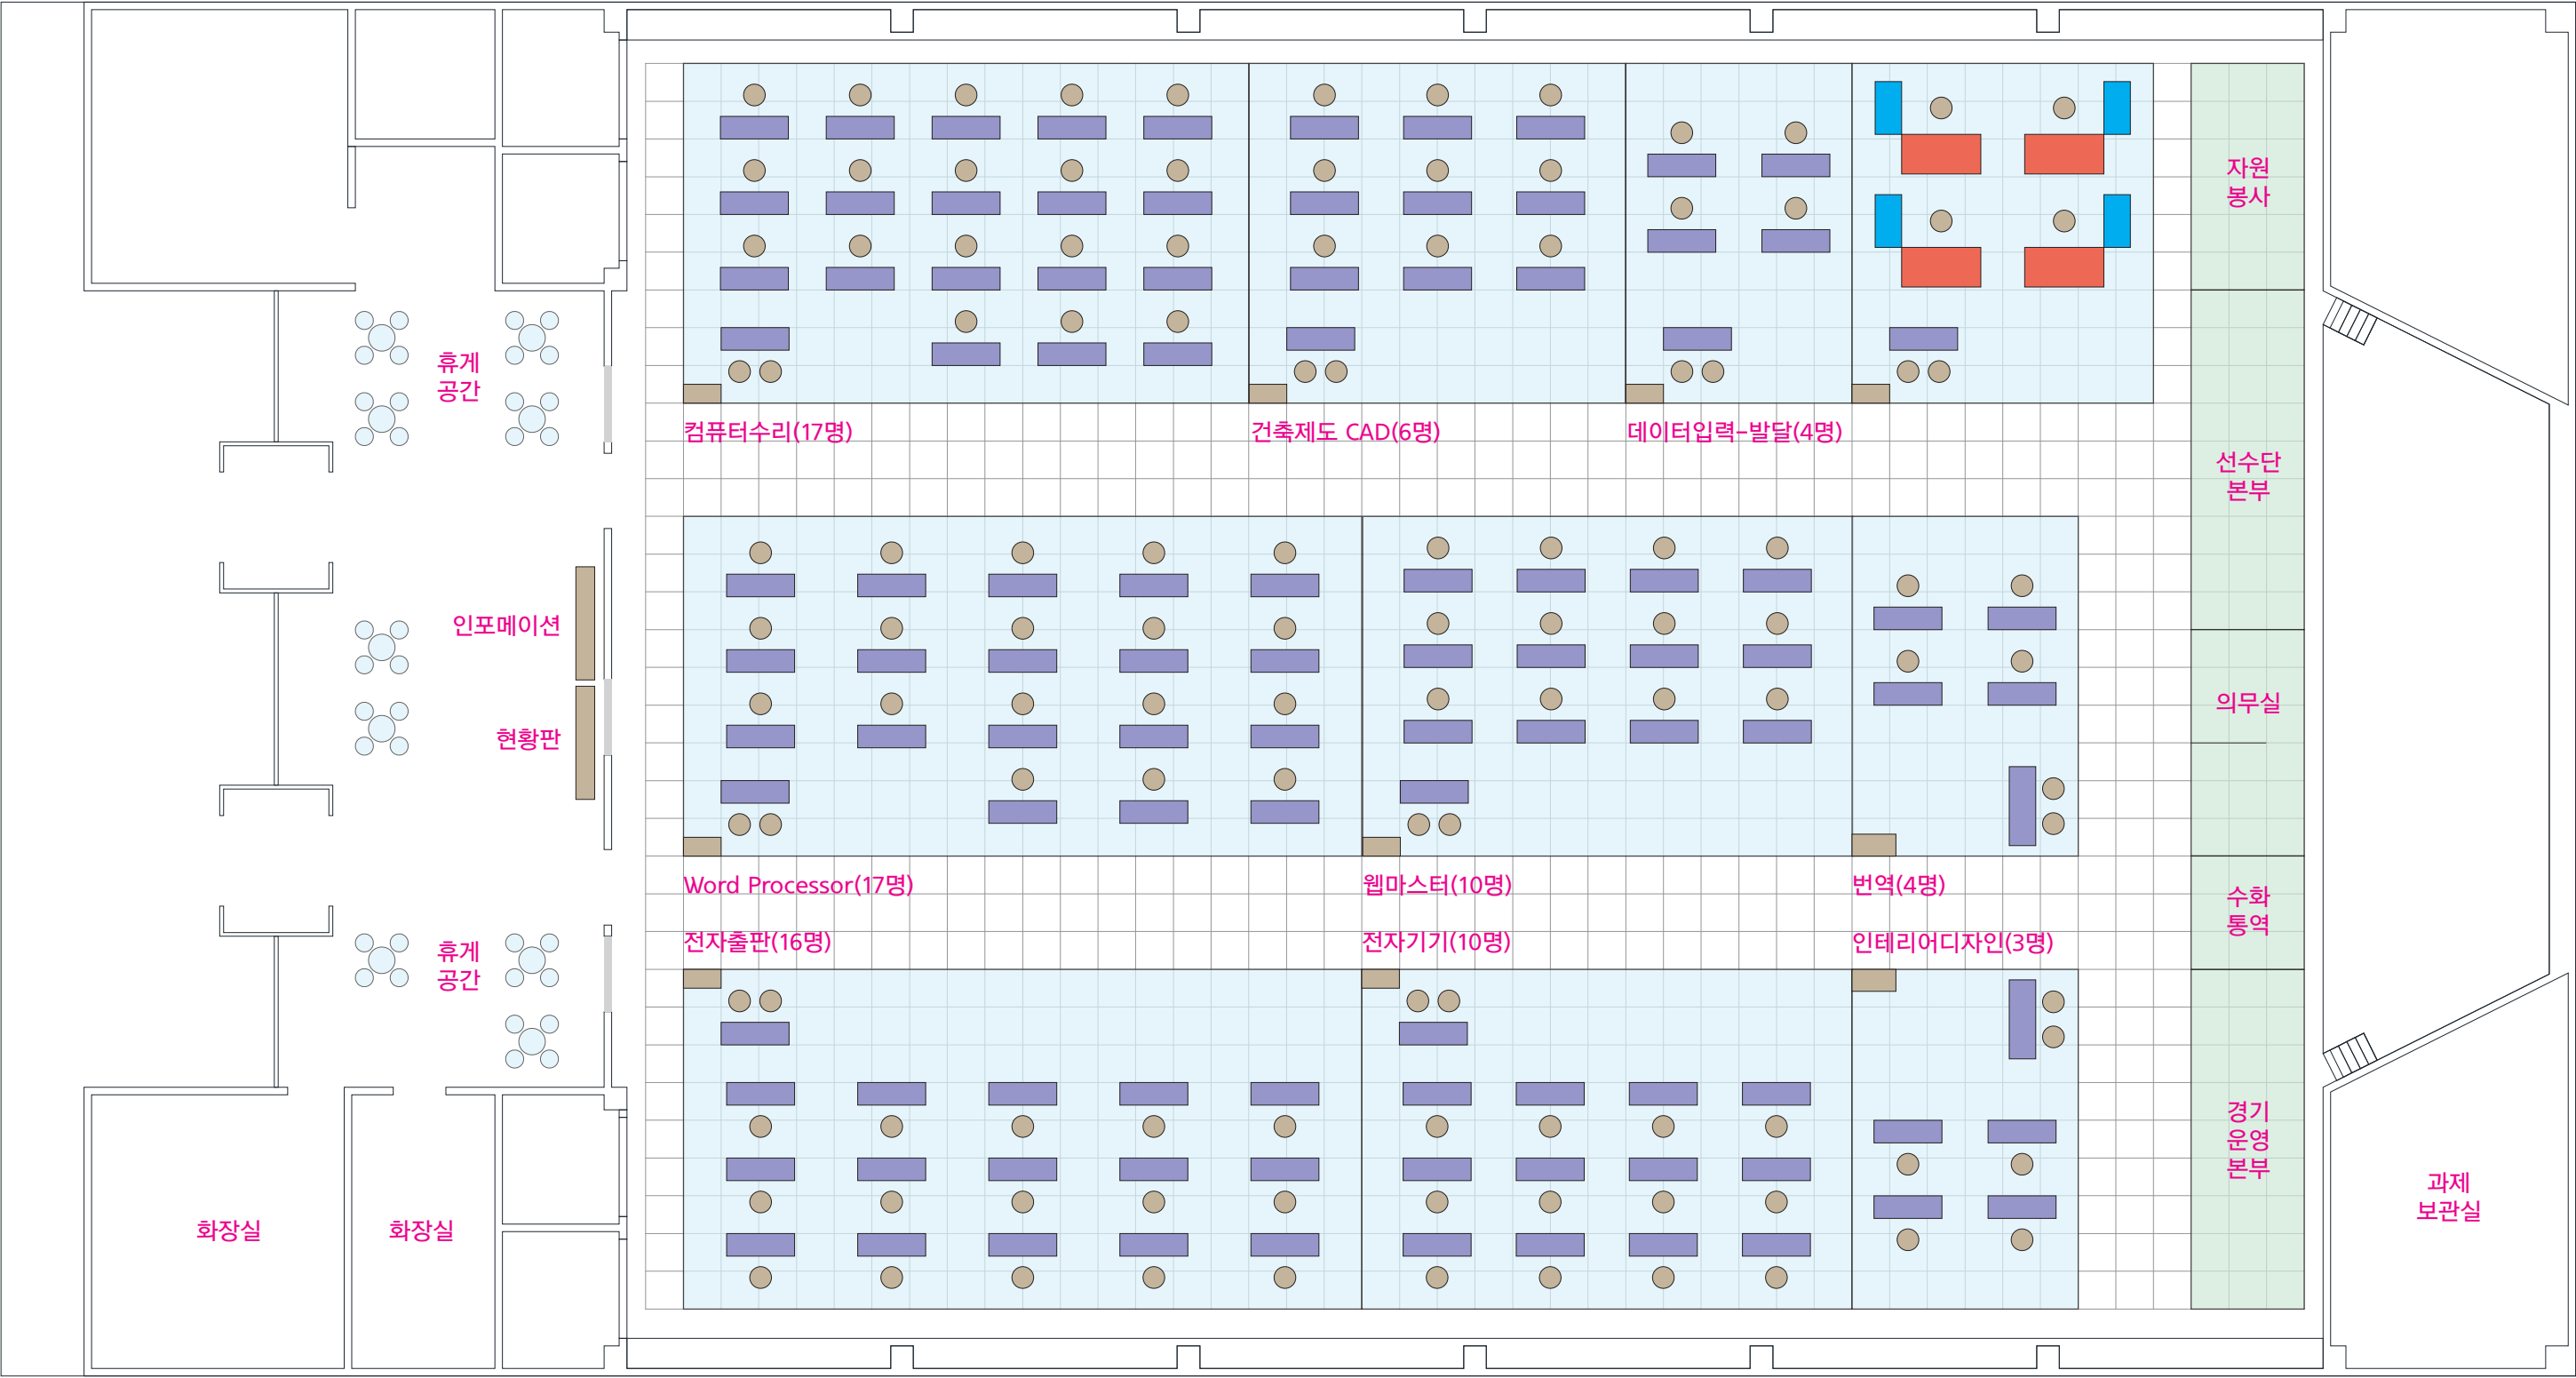 자원
봉사
휴게
공간
컴퓨터수리(17명)
건축제도 CAD(6명)
데이터입력-발달(4명)
선수단
본부
인포메이션
현황판
의무실
Word Processor(17명)
웹마스터(10명)
번역(4명)
수화
통역
전자출판(16명)
전자기기(10명)
인테리어디자인(3명)
휴게
공간
경기
운영
본부
화장실
화장실
과제
보관실